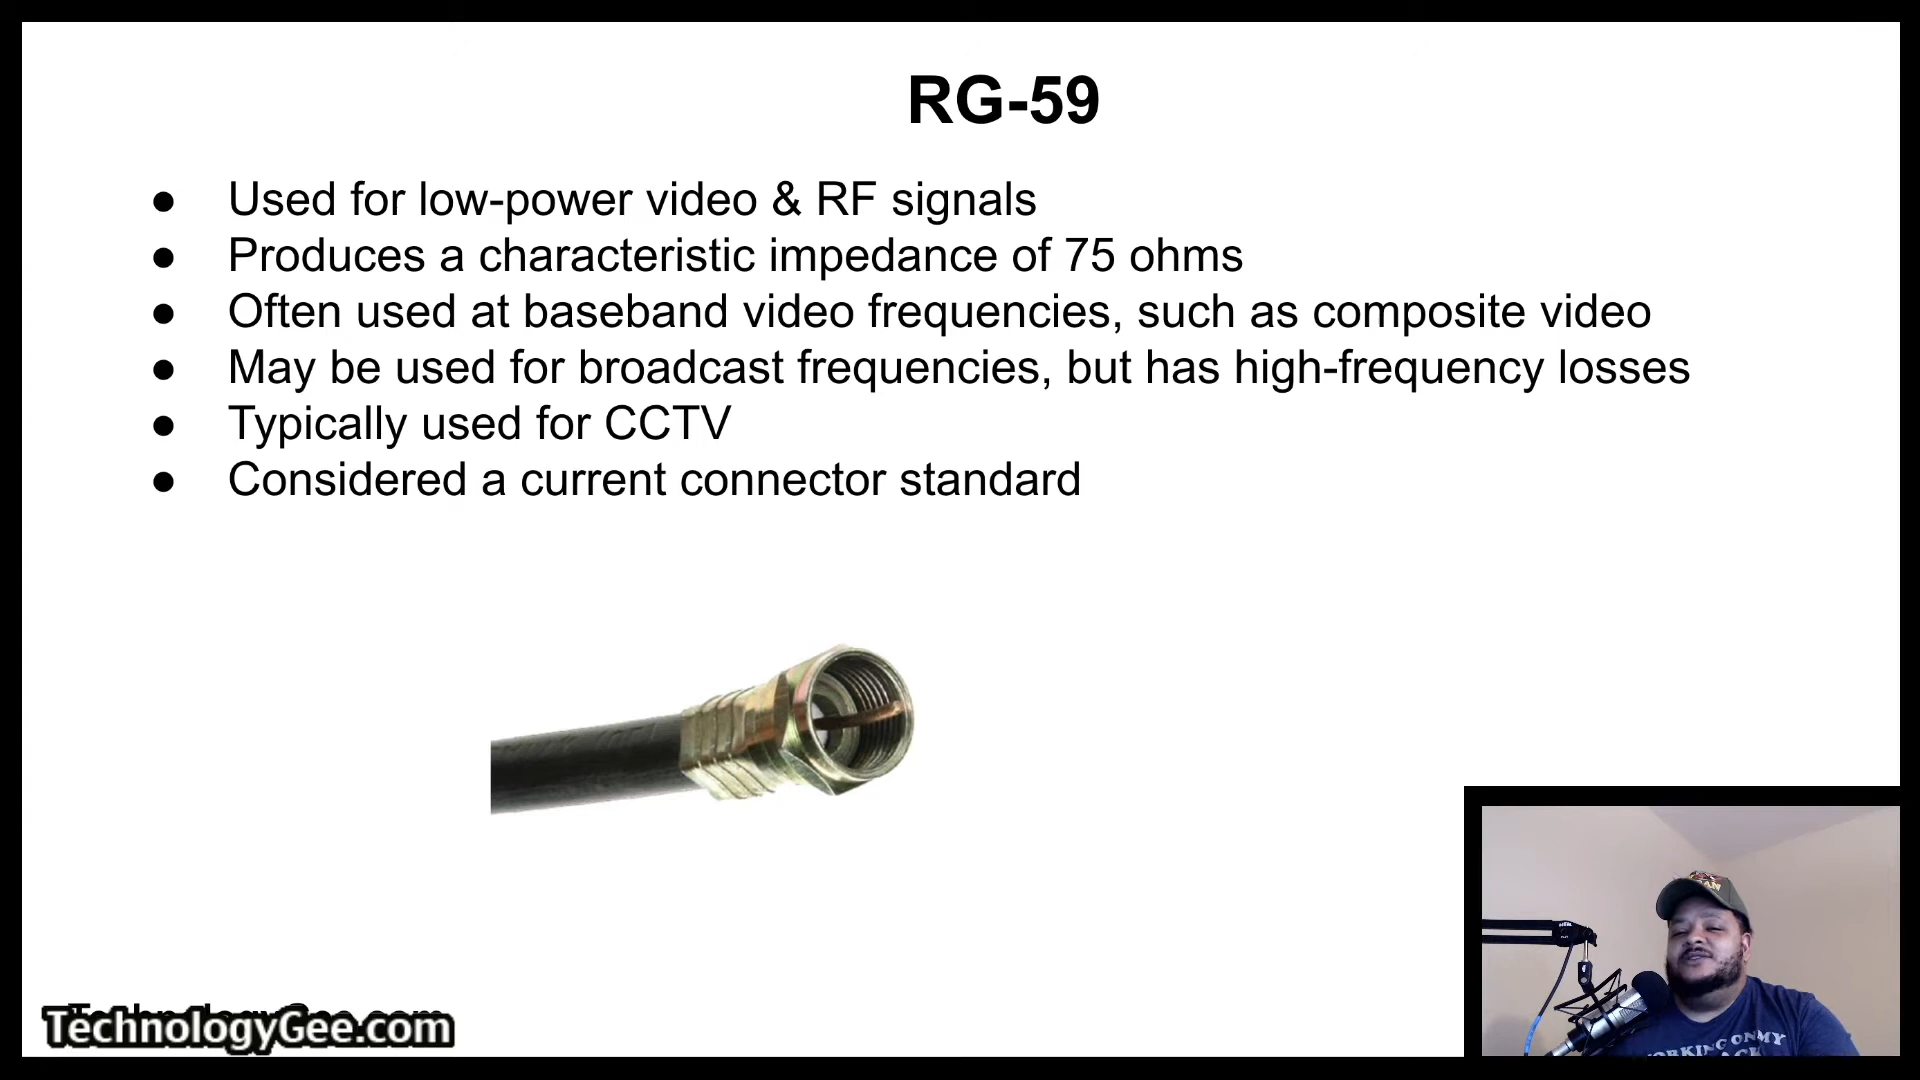 RG-59
● Used for low-power video & RF signals
● Produces a characteristic impedance of 75 ohms
● Often used at baseband video frequencies, such as composite video
● May be used for broadcast frequencies, but has high-frequency losses
● Typically used for CCTV
● Considered a current connector standard
TechnologyGee.com
ON MY